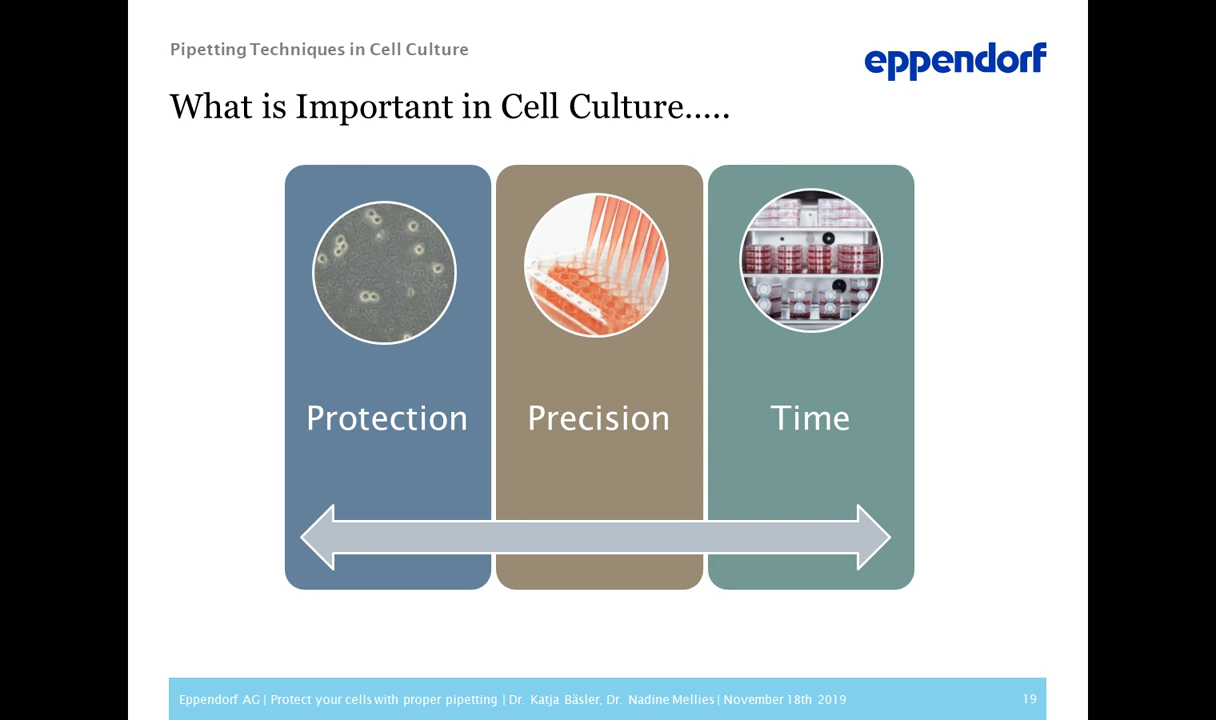 Pipetting Techniques in Cell Culture
eppendorf
What is Important in Cell Culture.....
Protection
Precision
Time
Eppendorf AG | Protect your cells with proper pipetting | Dr. Katja Bäsler, Dr. Nadine Mellies | November 18th 2019
19